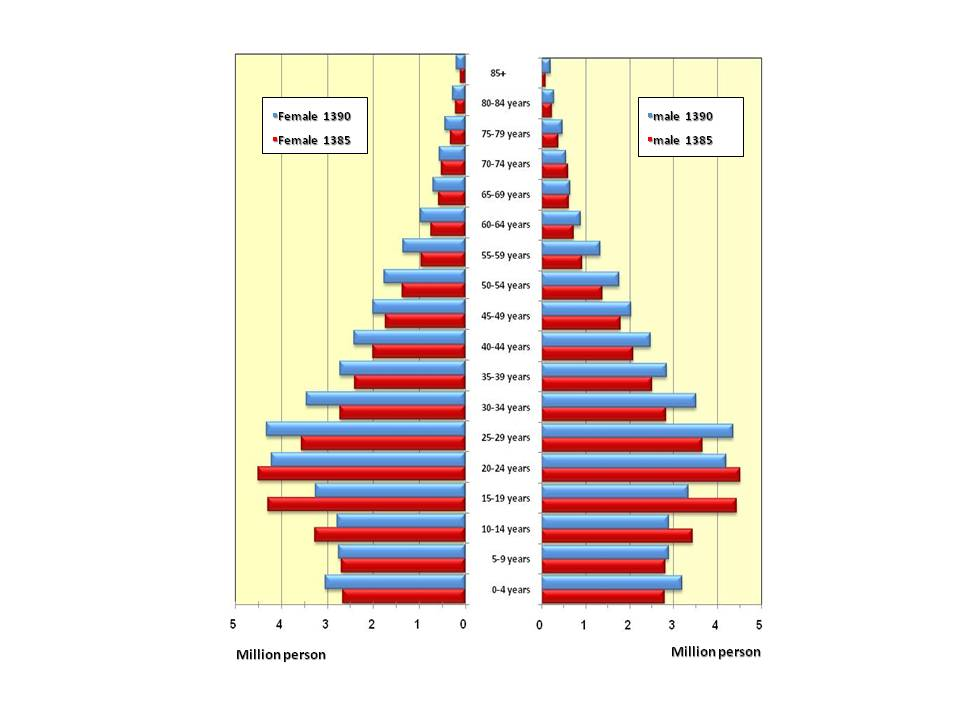 85+
80-84 years
Female 1390
male 1390
75-79 years
Female 1385
male 1385
70-74 years
65-69 years
60-64 years
55-59 years
50-54 years
45-49 years
40-44 years
35-39 years
30-34 years
25-29 years
20-24 years
15-19 years
10-14 years
5-9 years
0-4 years
5 4 3 2 1 0 0 1 2 3 4 5
Million person
Million person